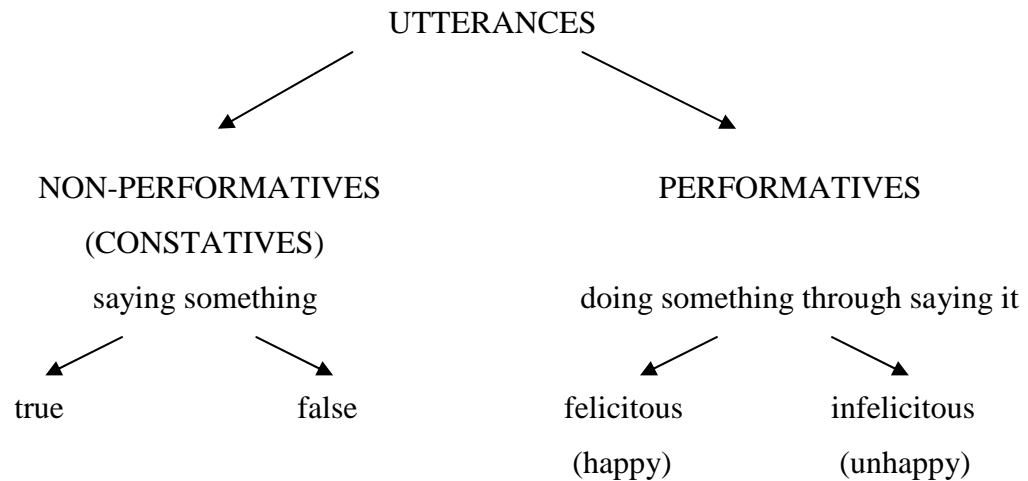 UTTERANCES
NON-PERFORMATIVES PERFORMATIVES
(CONSTATIVES)
saying something doing something through saying it
true false felicitous infelicitous
(happy) (unhappy)